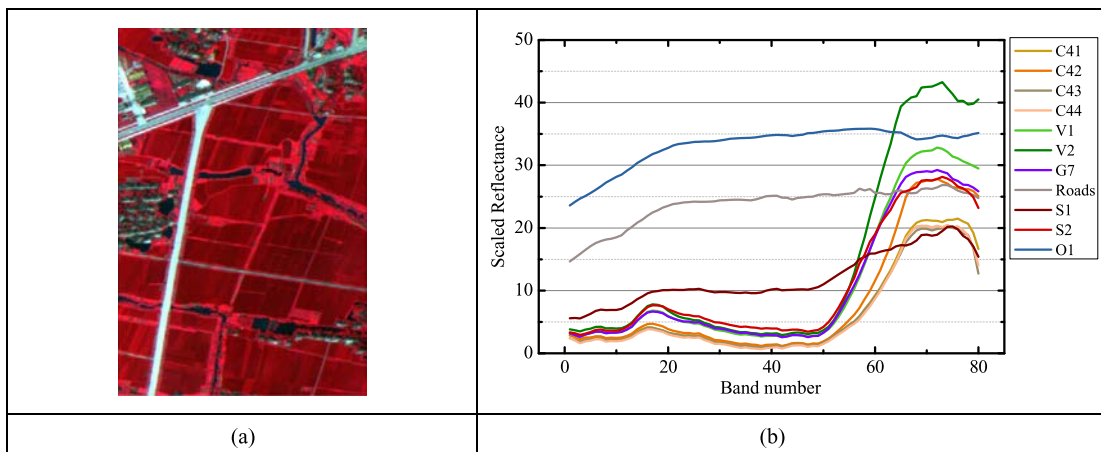 50
40
30
20
10
0
Scaled Reflectance
0
20
40
60
80
Band number
C41
C42
C43
C44
V1
V2
G7
Roads
S1
S2
O1
(a)
(b)